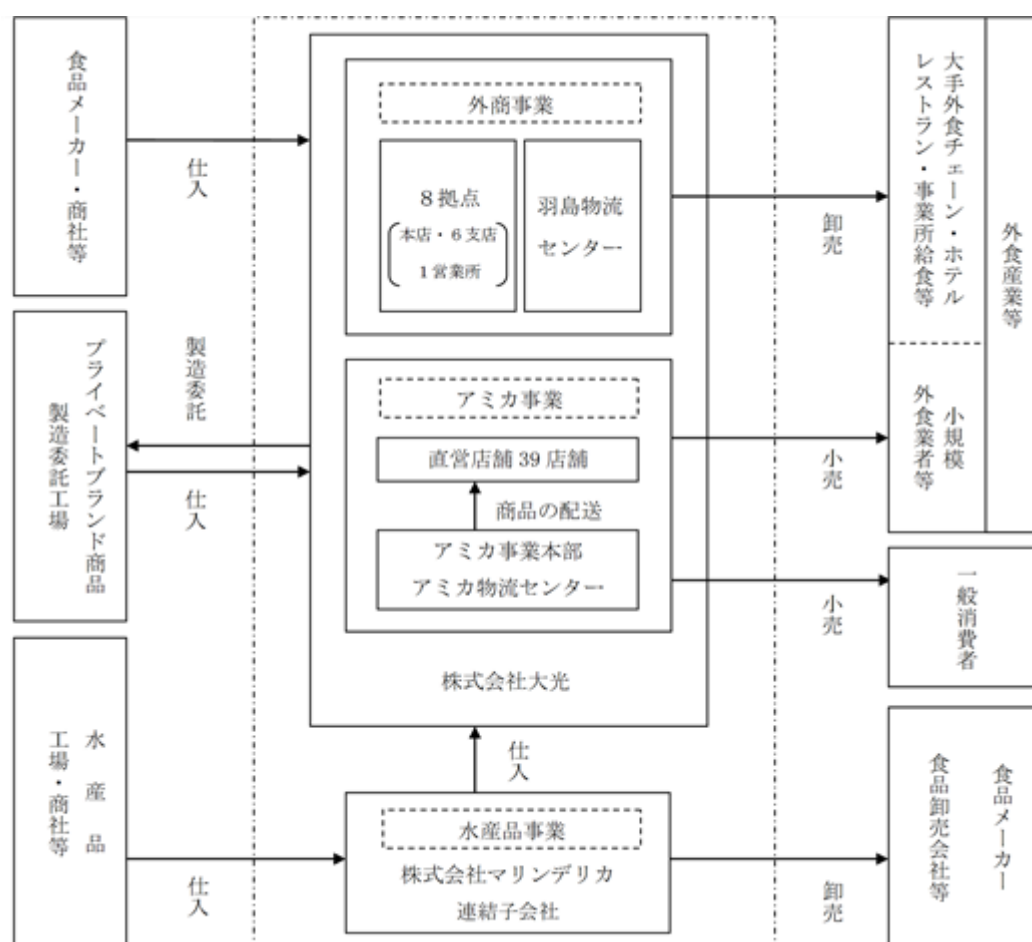 食品メーカー・商社等
仕入
外商事業
8拠点
本店・6支店
1営業所
羽島物流
センター
卸売
大手外食チェーン・ホテル
レストラン・事業所給食等
外食産業等
プライベートブランド商品
製造委託工場
製造委託
仕入
アミカ事業
直営店舗39店舗
商品の配送
アミカ事業本部
アミカ物流センター
小売
小規模
外食業者等
小売
一般消費者
株式会社大光
仕入
水産品
工場・商社等
仕入
水産品事業
株式会社マリンデリカ
連結子会社
卸売
食品メーカー
食品卸売会社等